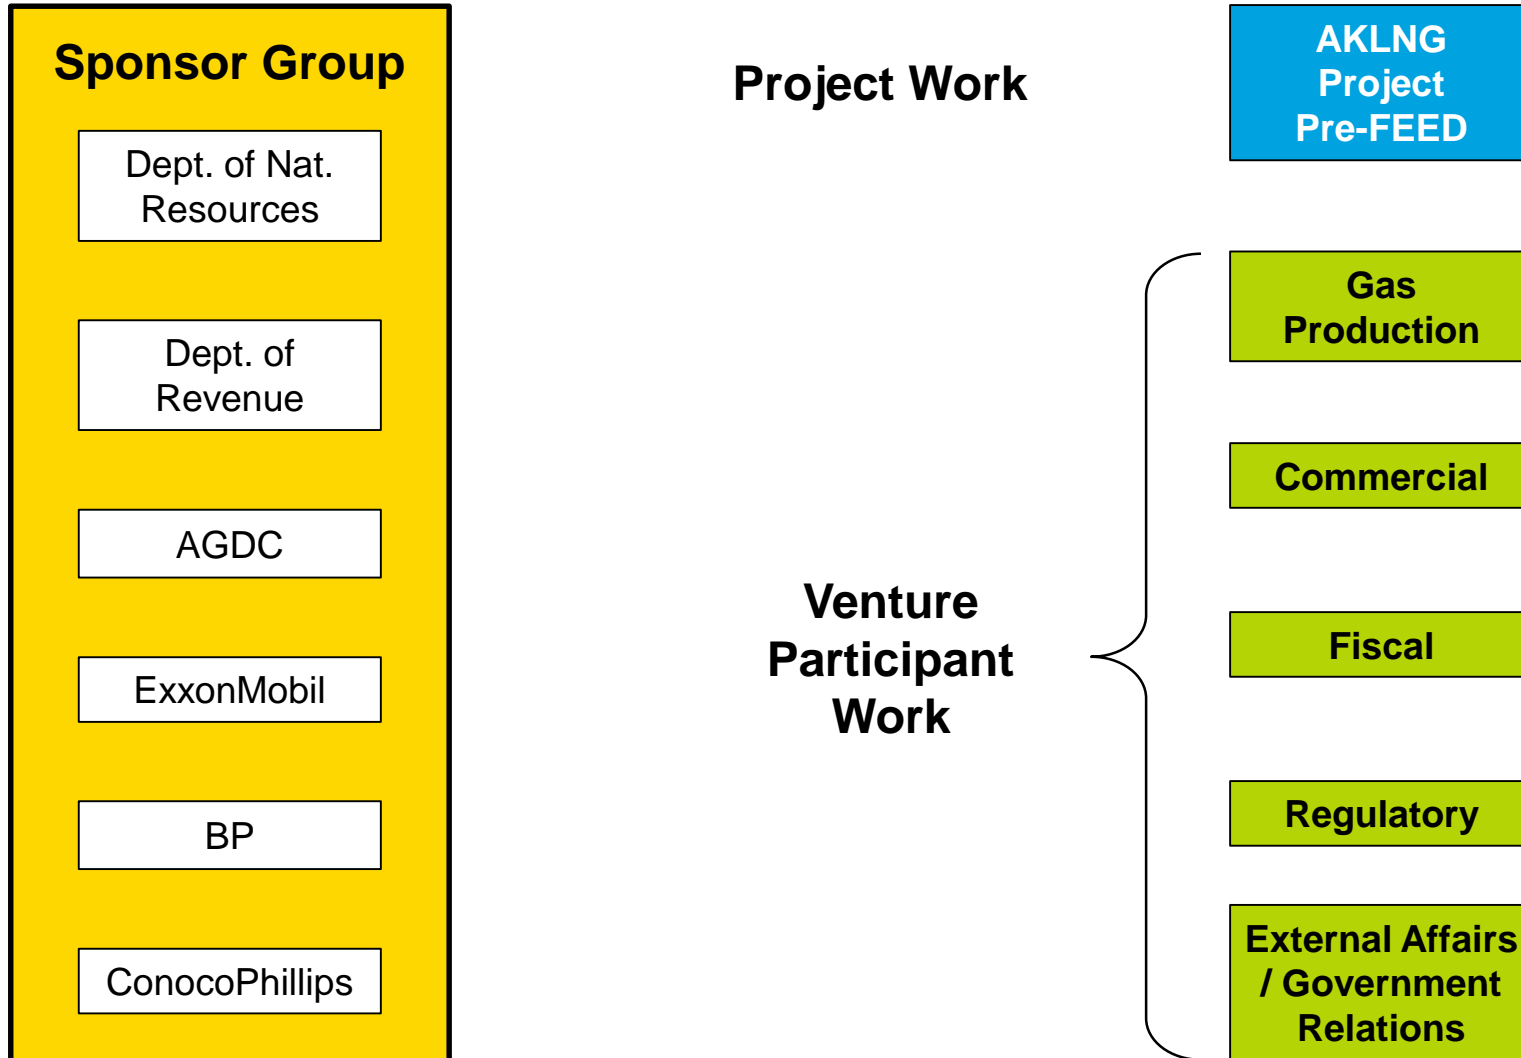 Sponsor Group
Dept. of Nat.
Resources
Dept. of
Revenue
AGDC
ExxonMobil
BP
ConocoPhillips
Project Work
Venture
Participant
Work
AKLNG
Project
Pre-FEED
Gas
Production
Commercial
Fiscal
Regulatory
External Affairs
/ Government
Relations